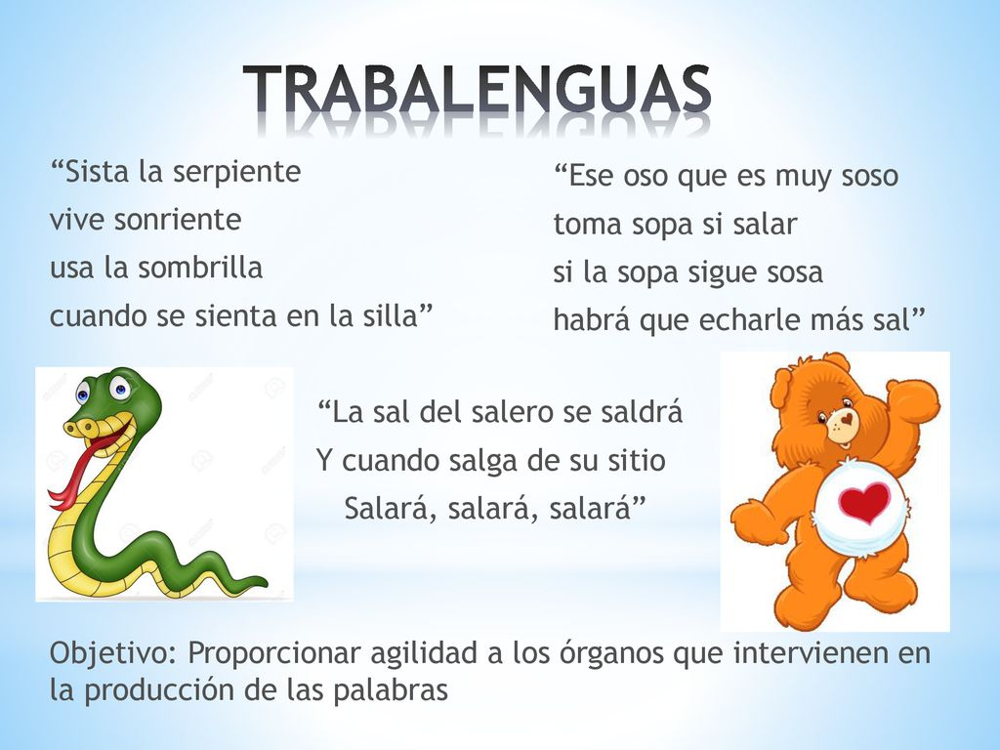 TRABALENGUAS
“Sista la serpiente
vive sonriente
usa la sombrilla
cuando se sienta en la silla”
“Ese oso que es muy soso
toma sopa si salar
si la sopa sigue sosa
habrá que echarle más sal”
“La sal del salero se saldrá
Y cuando salga de su sitio
Salará, salará, salará”
Objetivo: Proporcionar agilidad a los órganos que intervienen en
la producción de las palabras